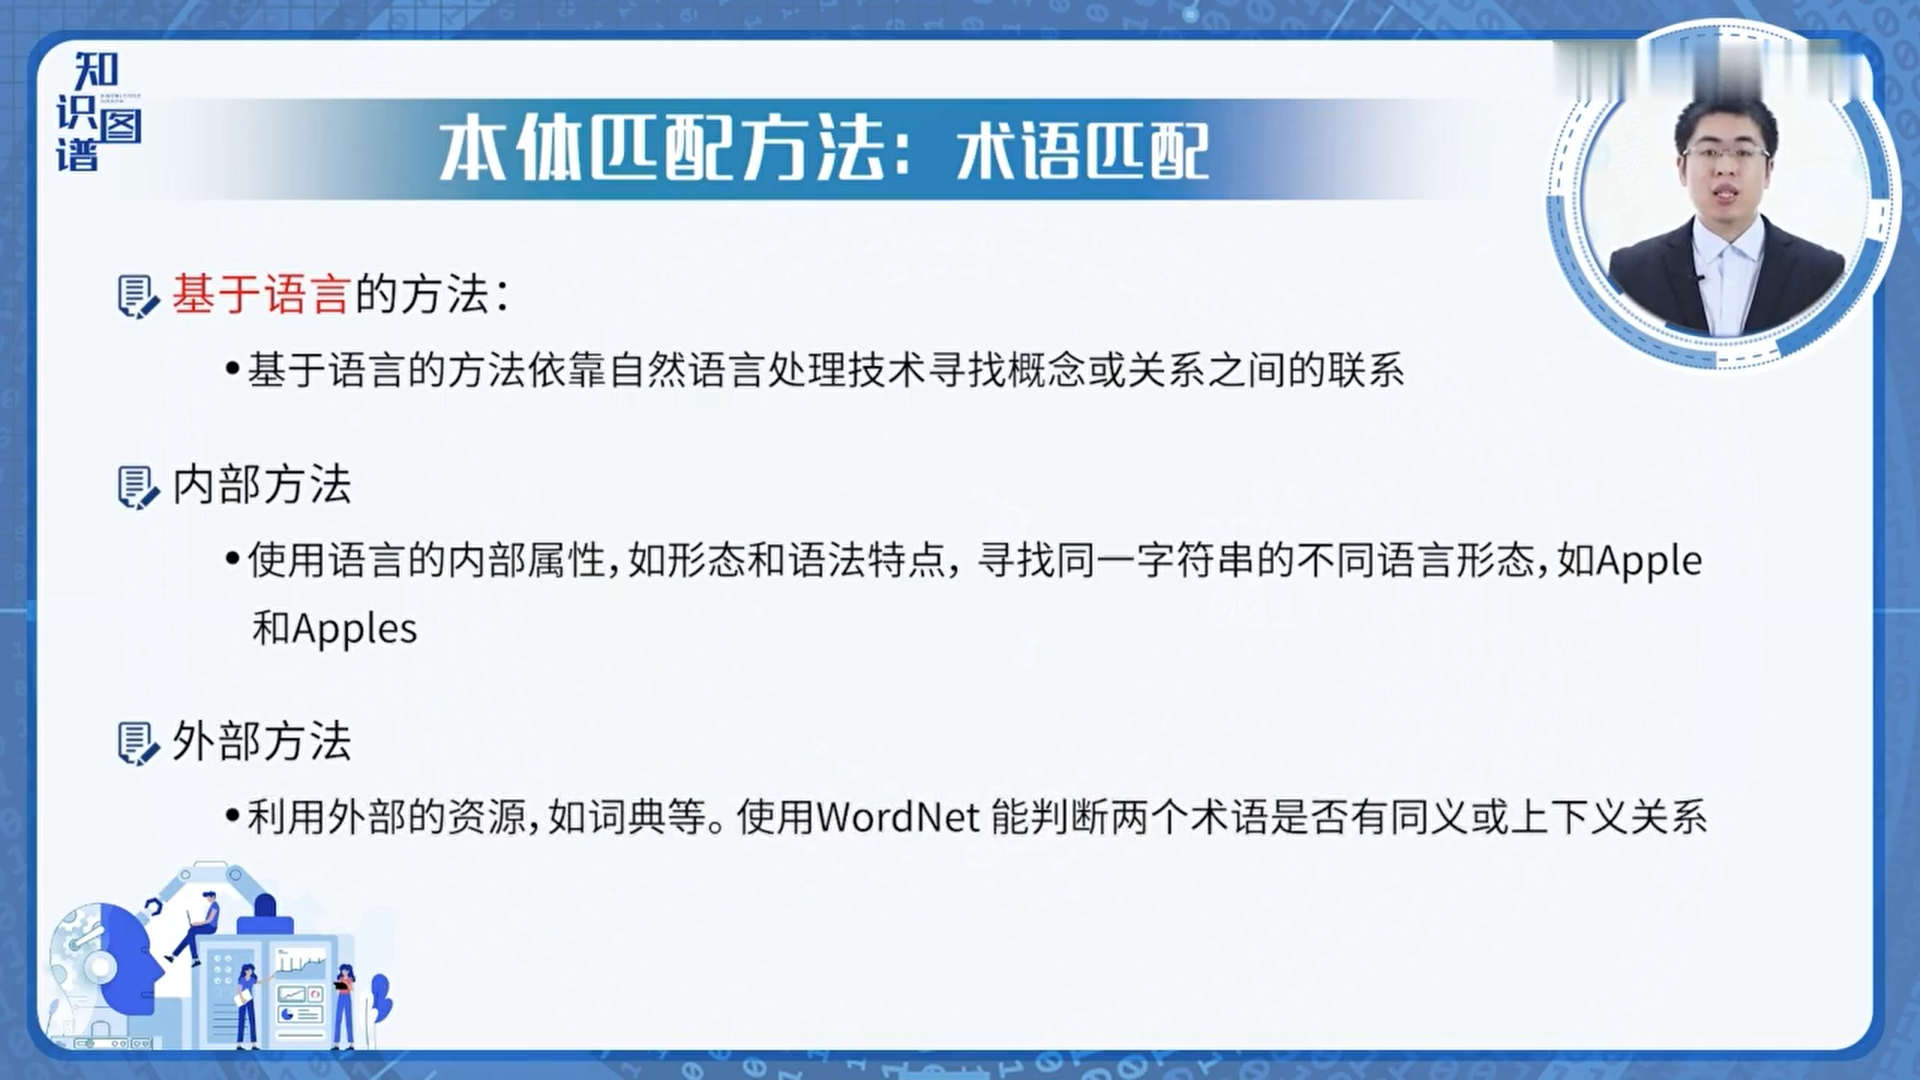 知
识图
谱
本体匹配方法：术语匹配
基于语言的方法：
•基于语言的方法依靠自然语言处理技术寻找概念或关系之间的联系
内部方法
•使用语言的内部属性，如形态和语法特点，寻找同一字符串的不同语言形态，如Apple
和Apples
外部方法
•利用外部的资源，如词典等。使用WordNet 能判断两个术语是否有同义或上下义关系